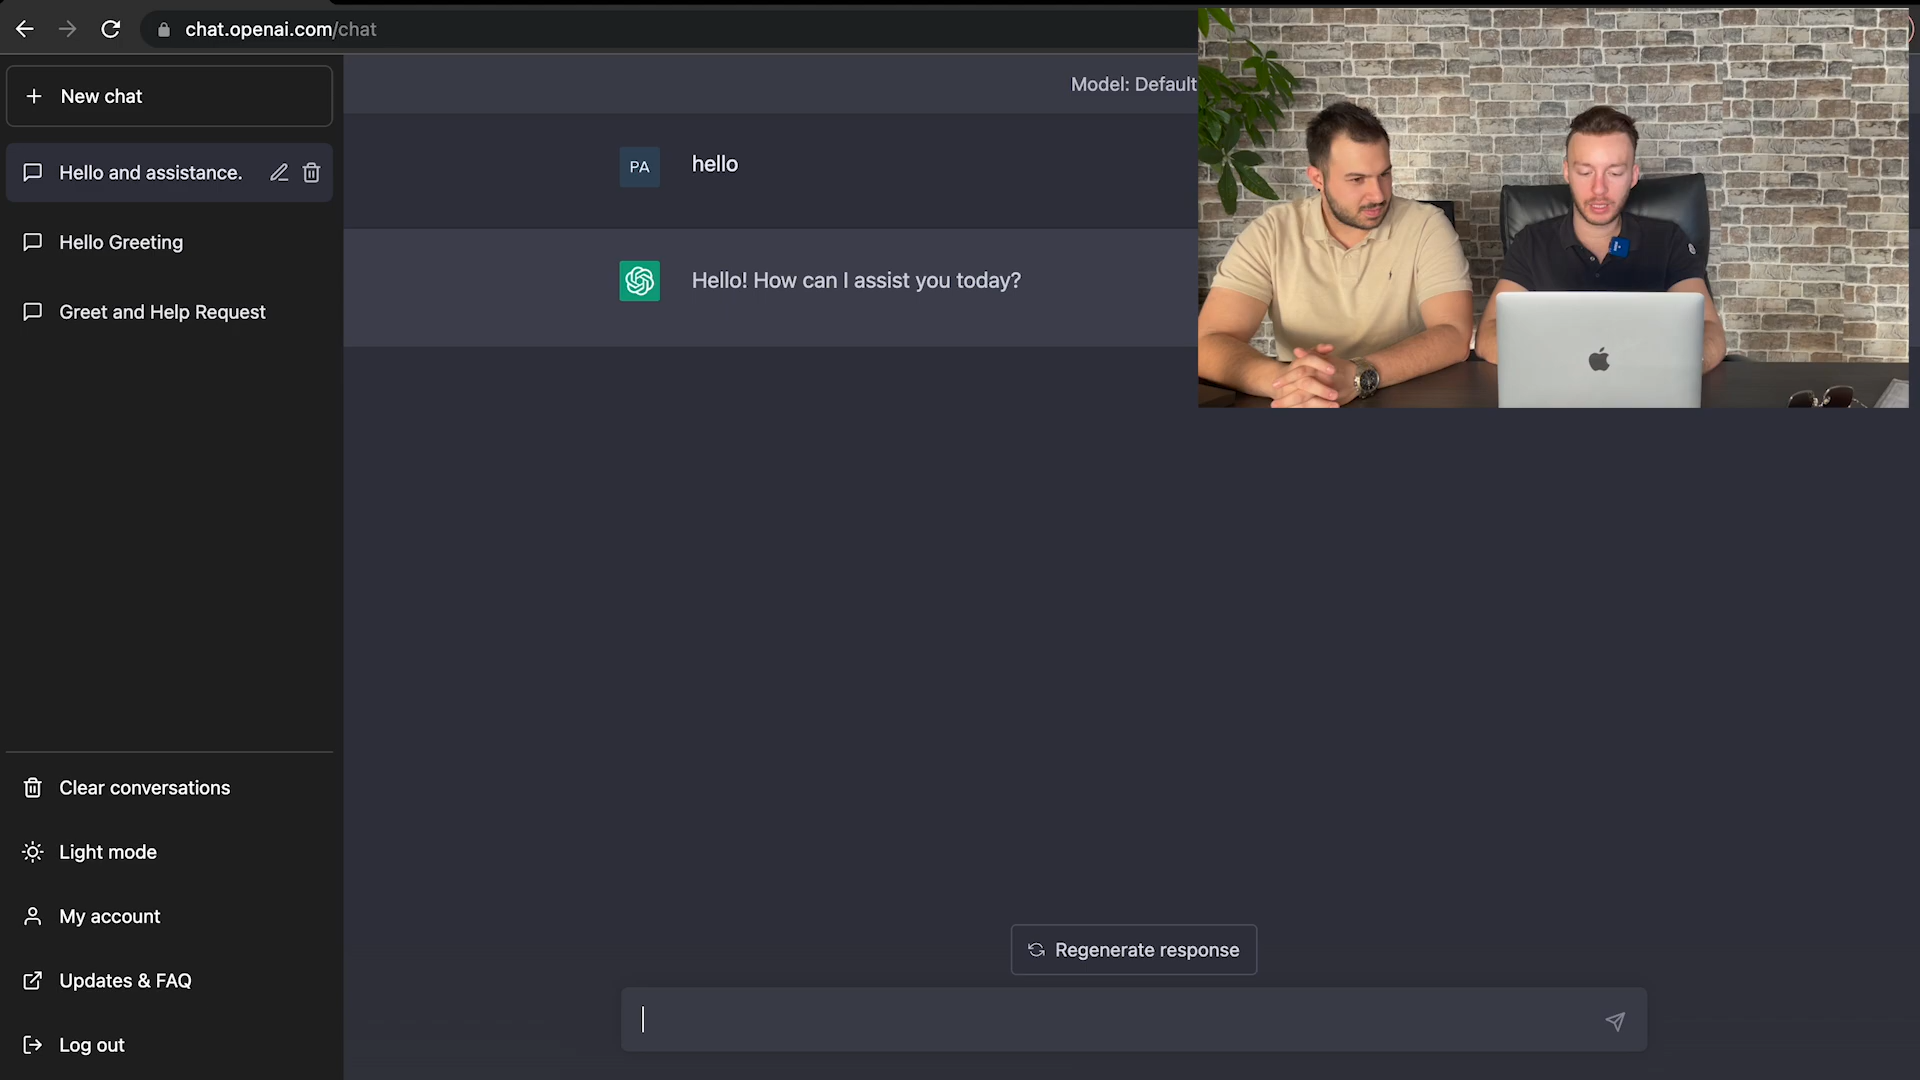 chat.openai.com/chat
New chat
Hello and assistance.
Hello Greeting
Greet and Help Request
Clear conversations
Light mode
My account
Updates & FAQ
Log out
Model: Default
PA
hello
Hello! How can I assist you today?
Regenerate response